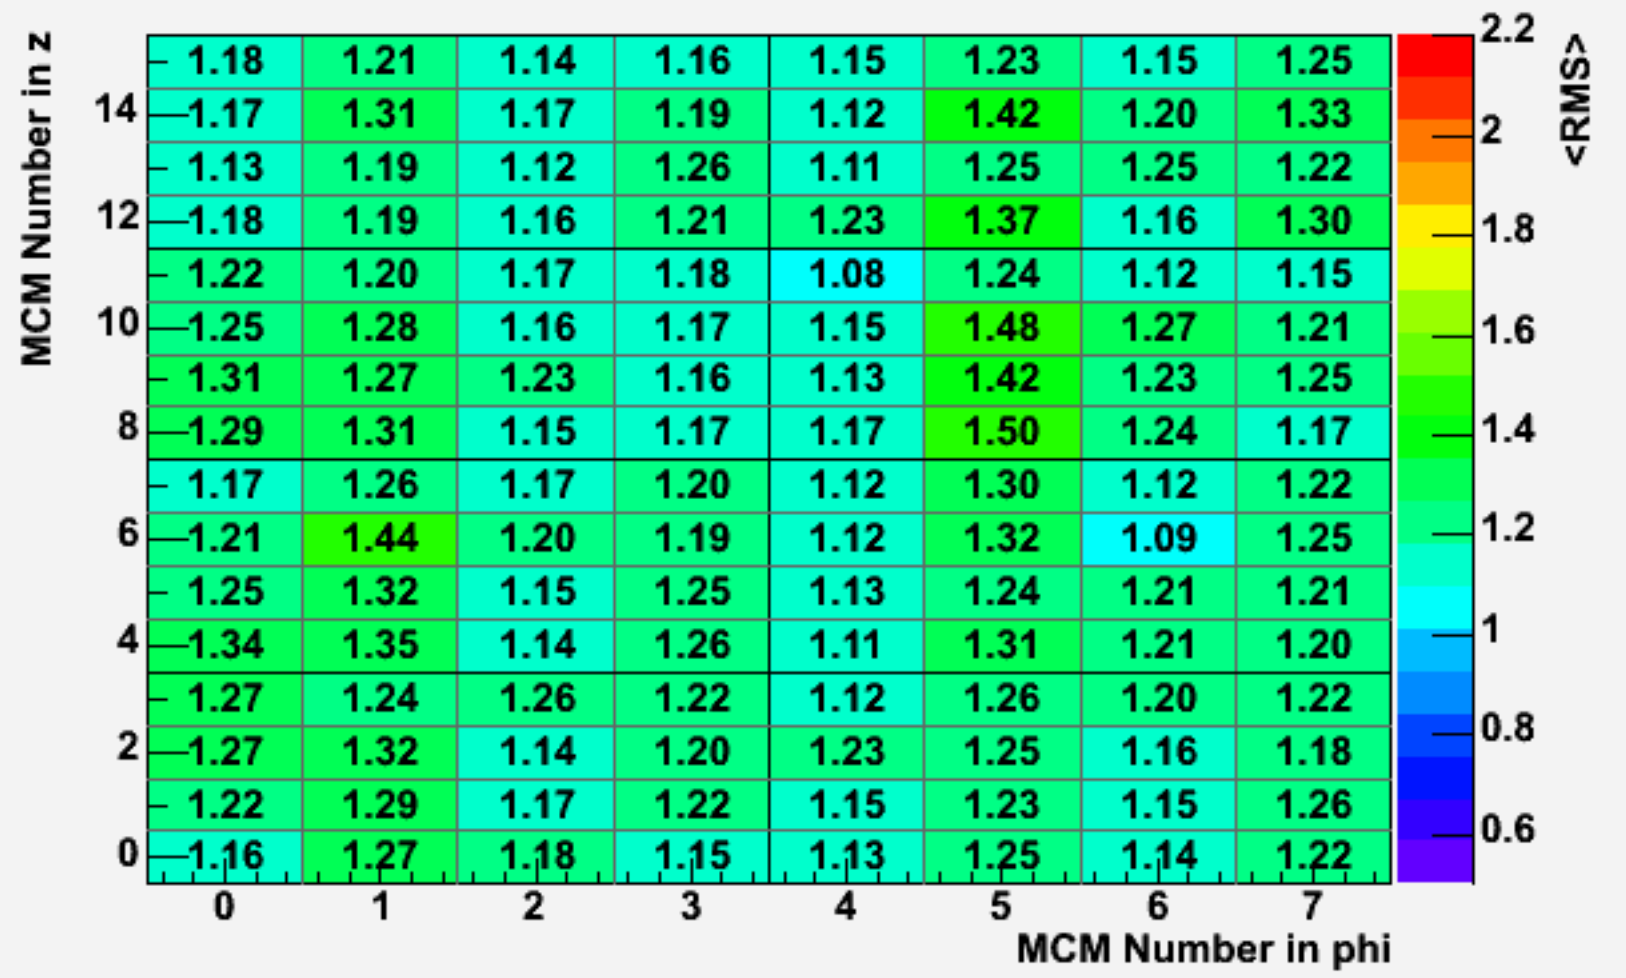 MCM Number in z
1.18 1.21 1.14 1.16 1.15 1.23 1.15 1.25
14 1.17 1.31 1.17 1.19 1.12 1.42 1.20 1.33
1.13 1.19 1.12 1.26 1.11 1.25 1.25 1.22
12 1.18 1.19 1.16 1.21 1.23 1.37 1.16 1.30
1.22 1.20 1.17 1.18 1.08 1.24 1.12 1.15
10 1.25 1.28 1.16 1.17 1.15 1.48 1.27 1.21
1.31 1.27 1.23 1.16 1.13 1.42 1.23 1.25
8 1.29 1.31 1.15 1.17 1.17 1.50 1.24 1.17
1.17 1.26 1.17 1.20 1.12 1.30 1.12 1.22
6 1.21 1.44 1.20 1.19 1.12 1.32 1.09 1.25
1.25 1.32 1.15 1.25 1.13 1.24 1.21 1.21
4 1.34 1.35 1.14 1.26 1.11 1.31 1.21 1.20
1.27 1.24 1.26 1.22 1.12 1.26 1.20 1.22
2 1.27 1.32 1.14 1.20 1.23 1.25 1.16 1.18
1.22 1.29 1.17 1.22 1.15 1.23 1.15 1.26
0 1.16 1.27 1.18 1.15 1.13 1.25 1.14 1.22
0 1 2 3 4 5 6 7
MCM Number in phi
2.2
2
1.8
1.6
1.4
1.2
1
0.8
0.6
<RMS>